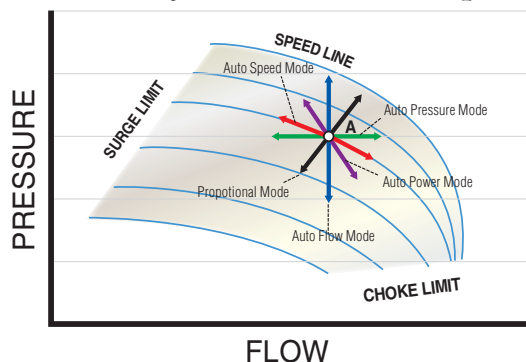 SPEED LINE
Auto Speed Mode
SURGE LIMIT
A
Auto Pressure Mode
PRESSURE
Propotional Mode
Auto Power Mode
Auto Flow Mode
CHOKE LIMIT
FLOW